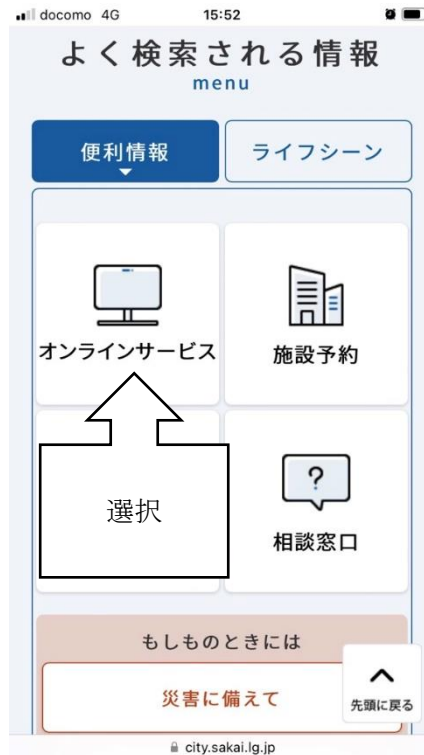 docomo 4G 15:52
よく検索される情報
menu
便利情報 ライフシーン
オンラインサービス 施設予約
選択
相談窓口
もしものときには
災害に備えて
先頭に戻る
city.sakai.lg.jp